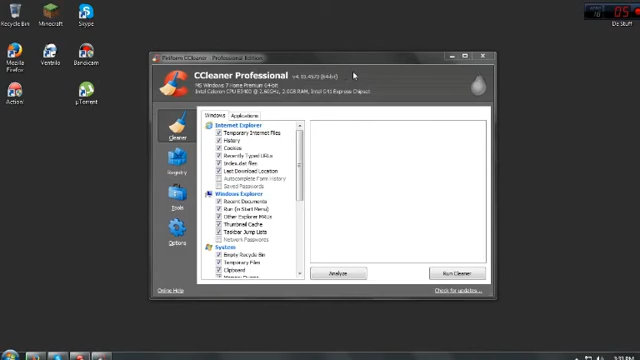 Recycle Bin
Minecraft
Skype
05
De Stuff
Mozilla
Firefox
Ventrilo
Bandicam
Action!
µTorrent
Piriform CCleaner - Professional Edition
CCleaner Professional
MS Windows 7 Home Premium 64-bit
Cleaner
Registry
Tools
Options
Windows
Applications
Internet Explorer
Temporary Internet Files
History
Cookies
Recently Typed URLs
Index.dat files
Last Download Location
Autocomplete Form History
Saved Passwords
Windows Explorer
Recent Documents
Run (in Start Menu)
Other Explorer MRUs
Thumbnail Cache
Taskbar Jump Lists
Network Passwords
System
Empty Recycle Bin
Temporary Files
Clipboard
Analyze
Run Cleaner
Online Help
Check for updates...